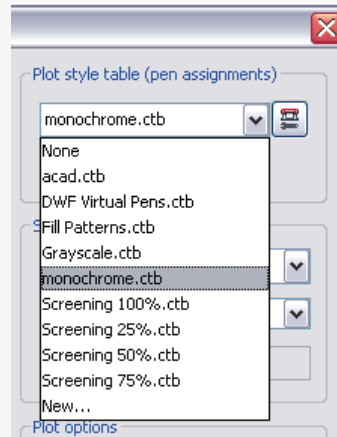 Plot style table (pen assignments)
monochrome.ctb
None
acad.ctb
DWF Virtual Pens.ctb
Fill Patterns.ctb
Grayscale.ctb
monochrome.ctb
Screening 100%.ctb
Screening 25%.ctb
Screening 50%.ctb
Screening 75%.ctb
New...
Plot options